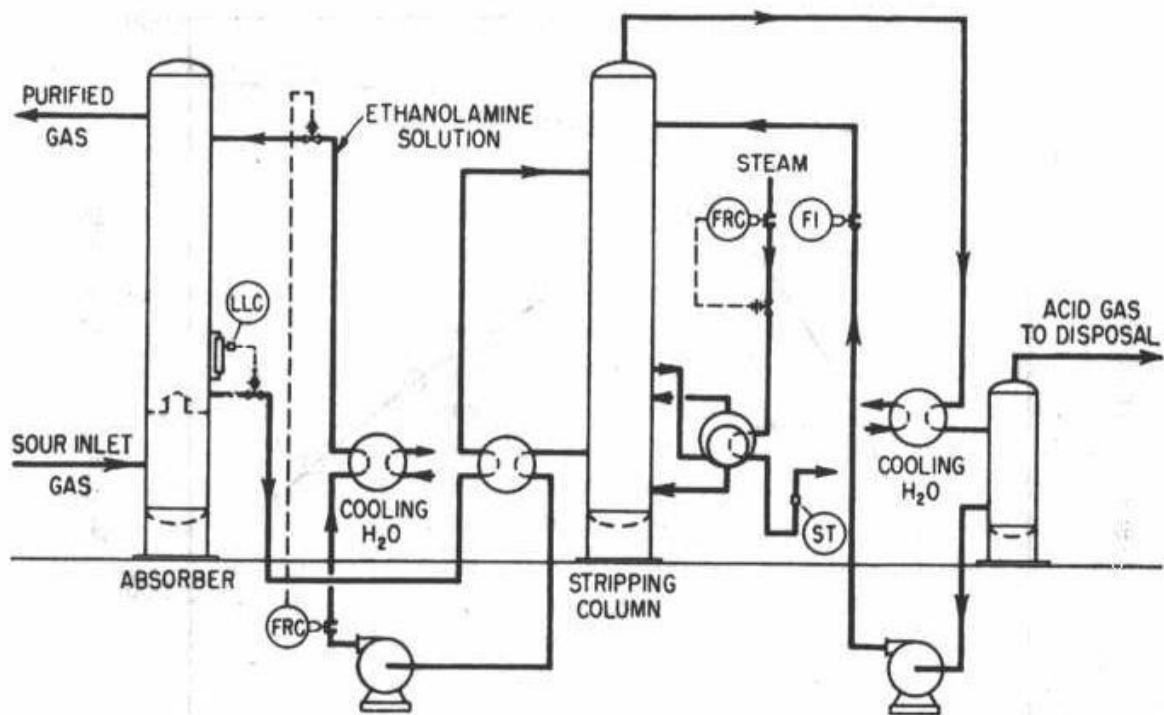 PURIFIED
GAS
ETHANOLAMINE
SOLUTION
STEAM
FRC
FI
LLC
ACID GAS
TO DISPOSAL
SOUR INLET
GAS
COOLING
H₂O
COOLING
H₂O
ST
ABSORBER
STRIPPING
COLUMN
FRC